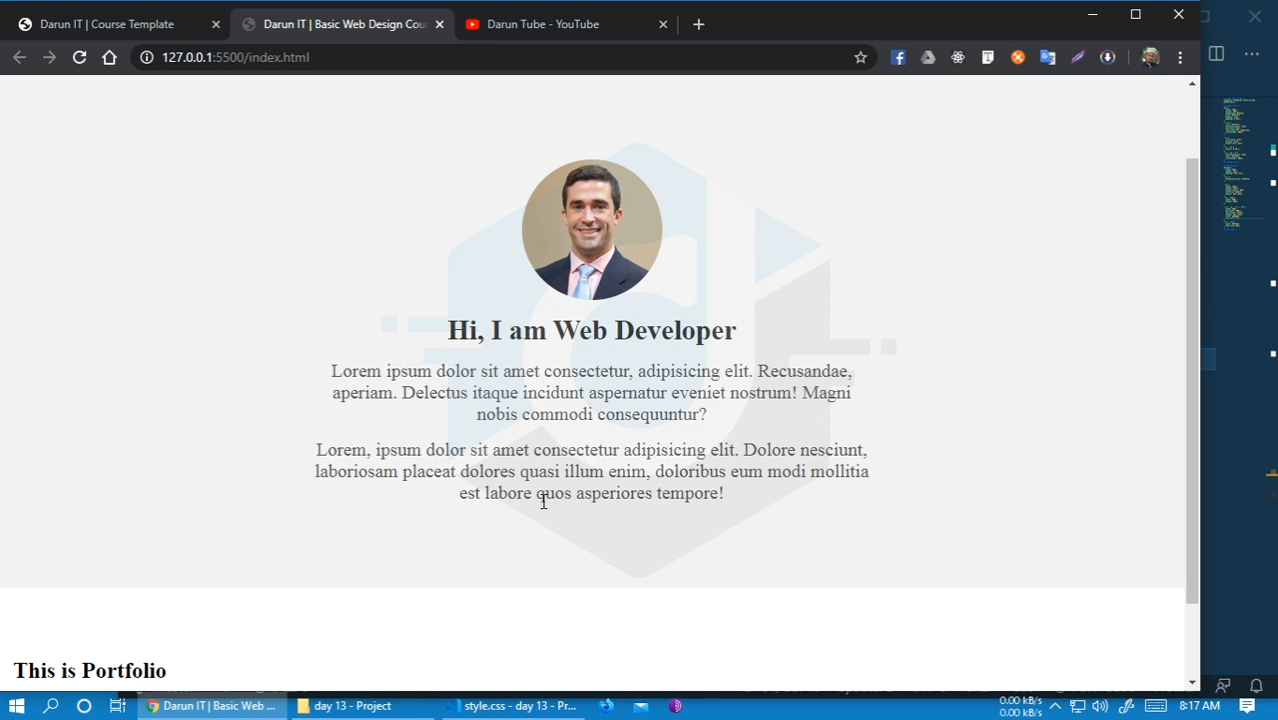 Darun IT | Course Template
Darun IT | Basic Web Design Cou
Darun Tube - YouTube
127.0.0.1:5500/index.html
Hi, I am Web Developer
Lorem ipsum dolor sit amet consectetur, adipisicing elit. Recusandae,
aperiam. Delectus itaque incidunt aspernatur eveniet nostrum! Magni
nobis commodi consequuntur?
Lorem, ipsum dolor sit amet consectetur adipisicing elit. Dolore nesciunt,
laboriosam placeat dolores quasi illum enim, doloribus eum modi mollitia
est labore quos asperiores tempore!
This is Portfolio
Darun IT | Basic Web ...
day 13 - Project
style.css - day 13 - Pr...
0.00 kB/s
0.00 kB/s
8:17 AM